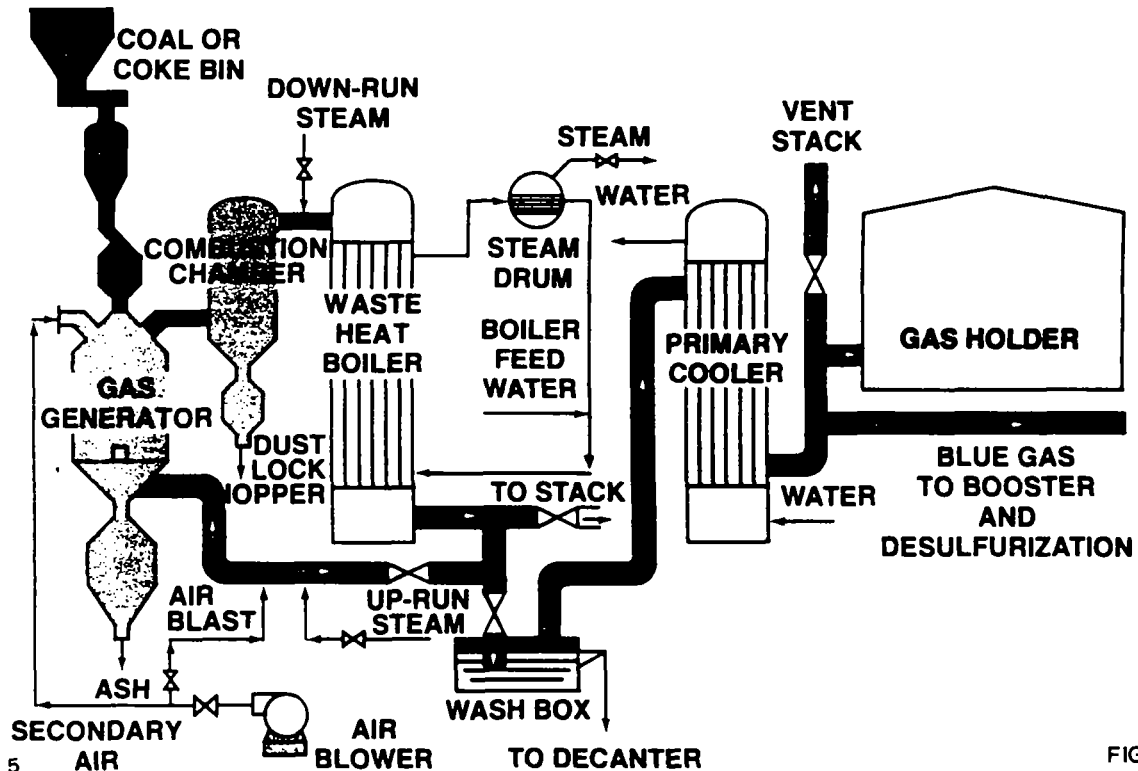 COAL OR
COKE BIN
DOWN-RUN
STEAM
STEAM
WATER
VENT
STACK
COMBUSTION
CHAMBER
STEAM
DRUM
WASTE
HEAT
BOILER
BOILER
FEED
WATER
PRIMARY
COOLER
GAS HOLDER
GAS
GENERATOR
DUST
LOCK
HOPPER
TO STACK
WATER
BLUE GAS
TO BOOSTER
AND
DESULFURIZATION
AIR
BLAST
UP-RUN
STEAM
ASH
WASH BOX
SECONDARY
AIR
AIR
BLOWER
TO DECANTER
5
FIG